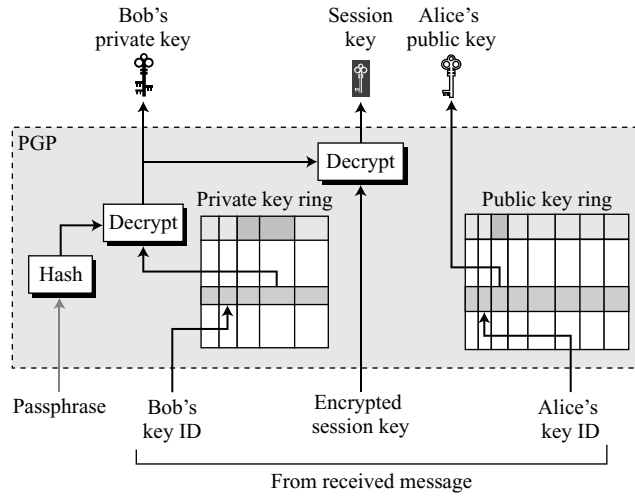 Bob's
private key
Session
key
Alice's
public key
PGP
Decrypt
Private key ring
Public key ring
Decrypt
Hash
Passphrase
Bob's
key ID
Encrypted
session key
Alice's
key ID
From received message